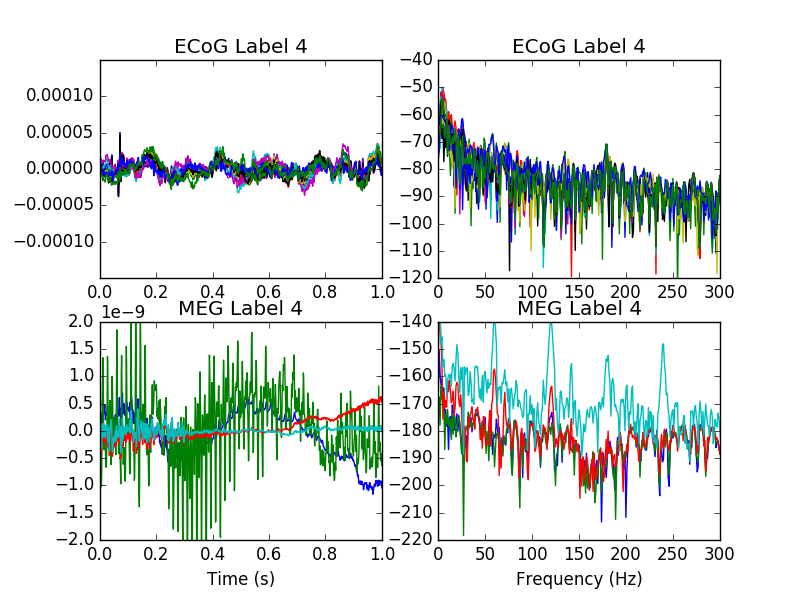 ECoG Label 4
0.00010
0.00005
0.00000
−0.00005
−0.00010
0.0 0.2 0.4 0.6 0.8 1.0
ECoG Label 4
−40
−50
−60
−70
−80
−90
−100
−110
−120
0 50 100 150 200 250 300
MEG Label 4
1e−9
2.0
1.5
1.0
0.5
0.0
−0.5
−1.0
−1.5
−2.0
0.0 0.2 0.4 0.6 0.8 1.0
Time (s)
MEG Label 4
−140
−150
−160
−170
−180
−190
−200
−210
−220
0 50 100 150 200 250 300
Frequency (Hz)